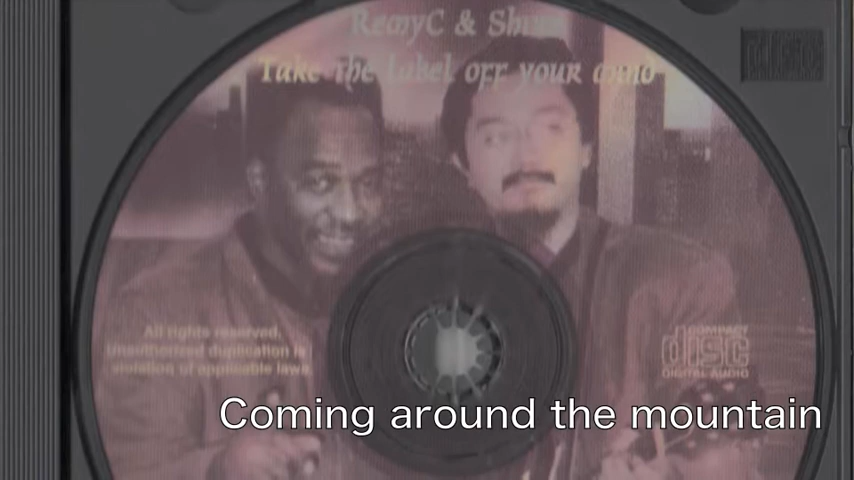 RemyC &
Take the label off your mind
All rights reserved.
Unauthorized duplication is
violation of applicable laws.
COMPACT
disc
DIGITAL AUDIO
Coming around the mountain